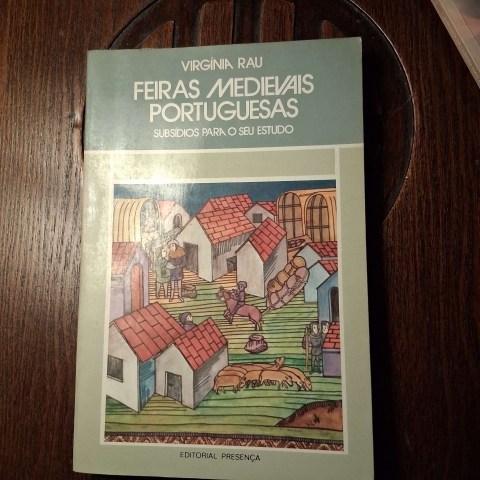 VIRGÍNIA RAU
FEIRAS MEDIEVAIS
PORTUGUESAS
SUBSÍDIOS PARA O SEU ESTUDO
EDITORIAL PRESENÇA